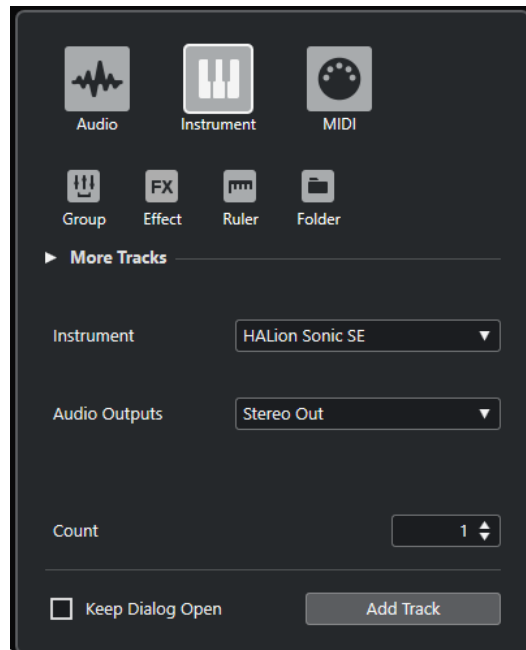 Audio Instrument MIDI
FX
Group Effect Ruler Folder
More Tracks
Instrument HALion Sonic SE
Audio Outputs Stereo Out
Count 1
Keep Dialog Open Add Track